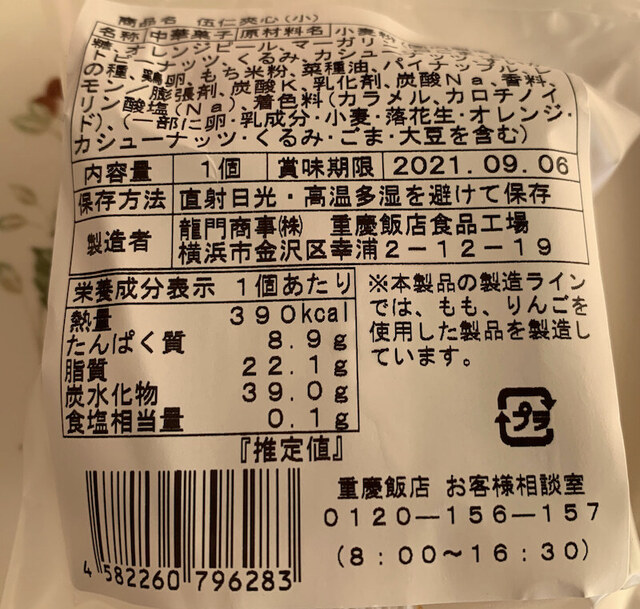 商品名 伍仁夾心(小)
名称 中華菓子 原材料名 小麦粉
糖、オレンジピール、マーガリ
ピーナッツ、くるみ、カシュー
の種、鶏卵、もち米粉、菜種油、パイナップル
モン/膨張剤、炭酸K、乳化剤、炭酸Na、香料、
リン酸塩(Na)、着色料(カラメル、カロチノイ
ド)、(一部に卵・乳成分・小麦・落花生・オレンジ・
カシューナッツ・くるみ・ごま・大豆を含む)
内容量 1個 賞味期限 2021.09.06
保存方法 直射日光・高温多湿を避けて保存
製造者 龍門商事㈱ 重慶飯店食品工場
横浜市金沢区幸浦2-12-19
栄養成分表示 1個あたり
熱量 390kcal
たんぱく質 8.9g
脂質 22.1g
炭水化物 39.0g
食塩相当量 0.1g
『推定値』
※本製品の製造ライン
では、もも、りんごを
使用した製品を製造し
ています。
プラ
重慶飯店 お客様相談室
0120—156—157
(8:00～16:30)
4 582260 796283